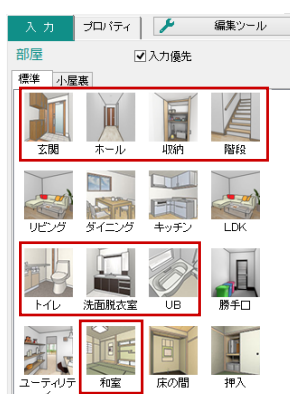 入力 プロパティ 編集ツール
部屋 入力優先
標準 小屋裏
玄関 ホール 収納 階段
リビング ダイニング キッチン LDK
トイレ 洗面脱衣室 UB 勝手口
ユーティリテ 和室 床の間 押入